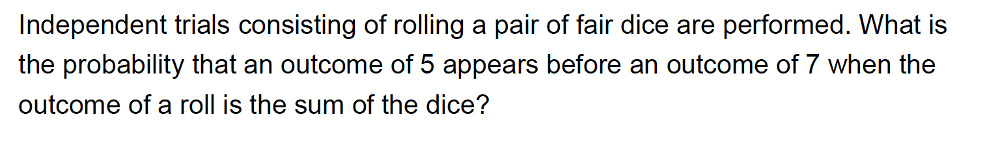 Independent trials consisting of rolling a pair of fair dice are performed. What is
the probability that an outcome of 5 appears before an outcome of 7 when the
outcome of a roll is the sum of the dice?